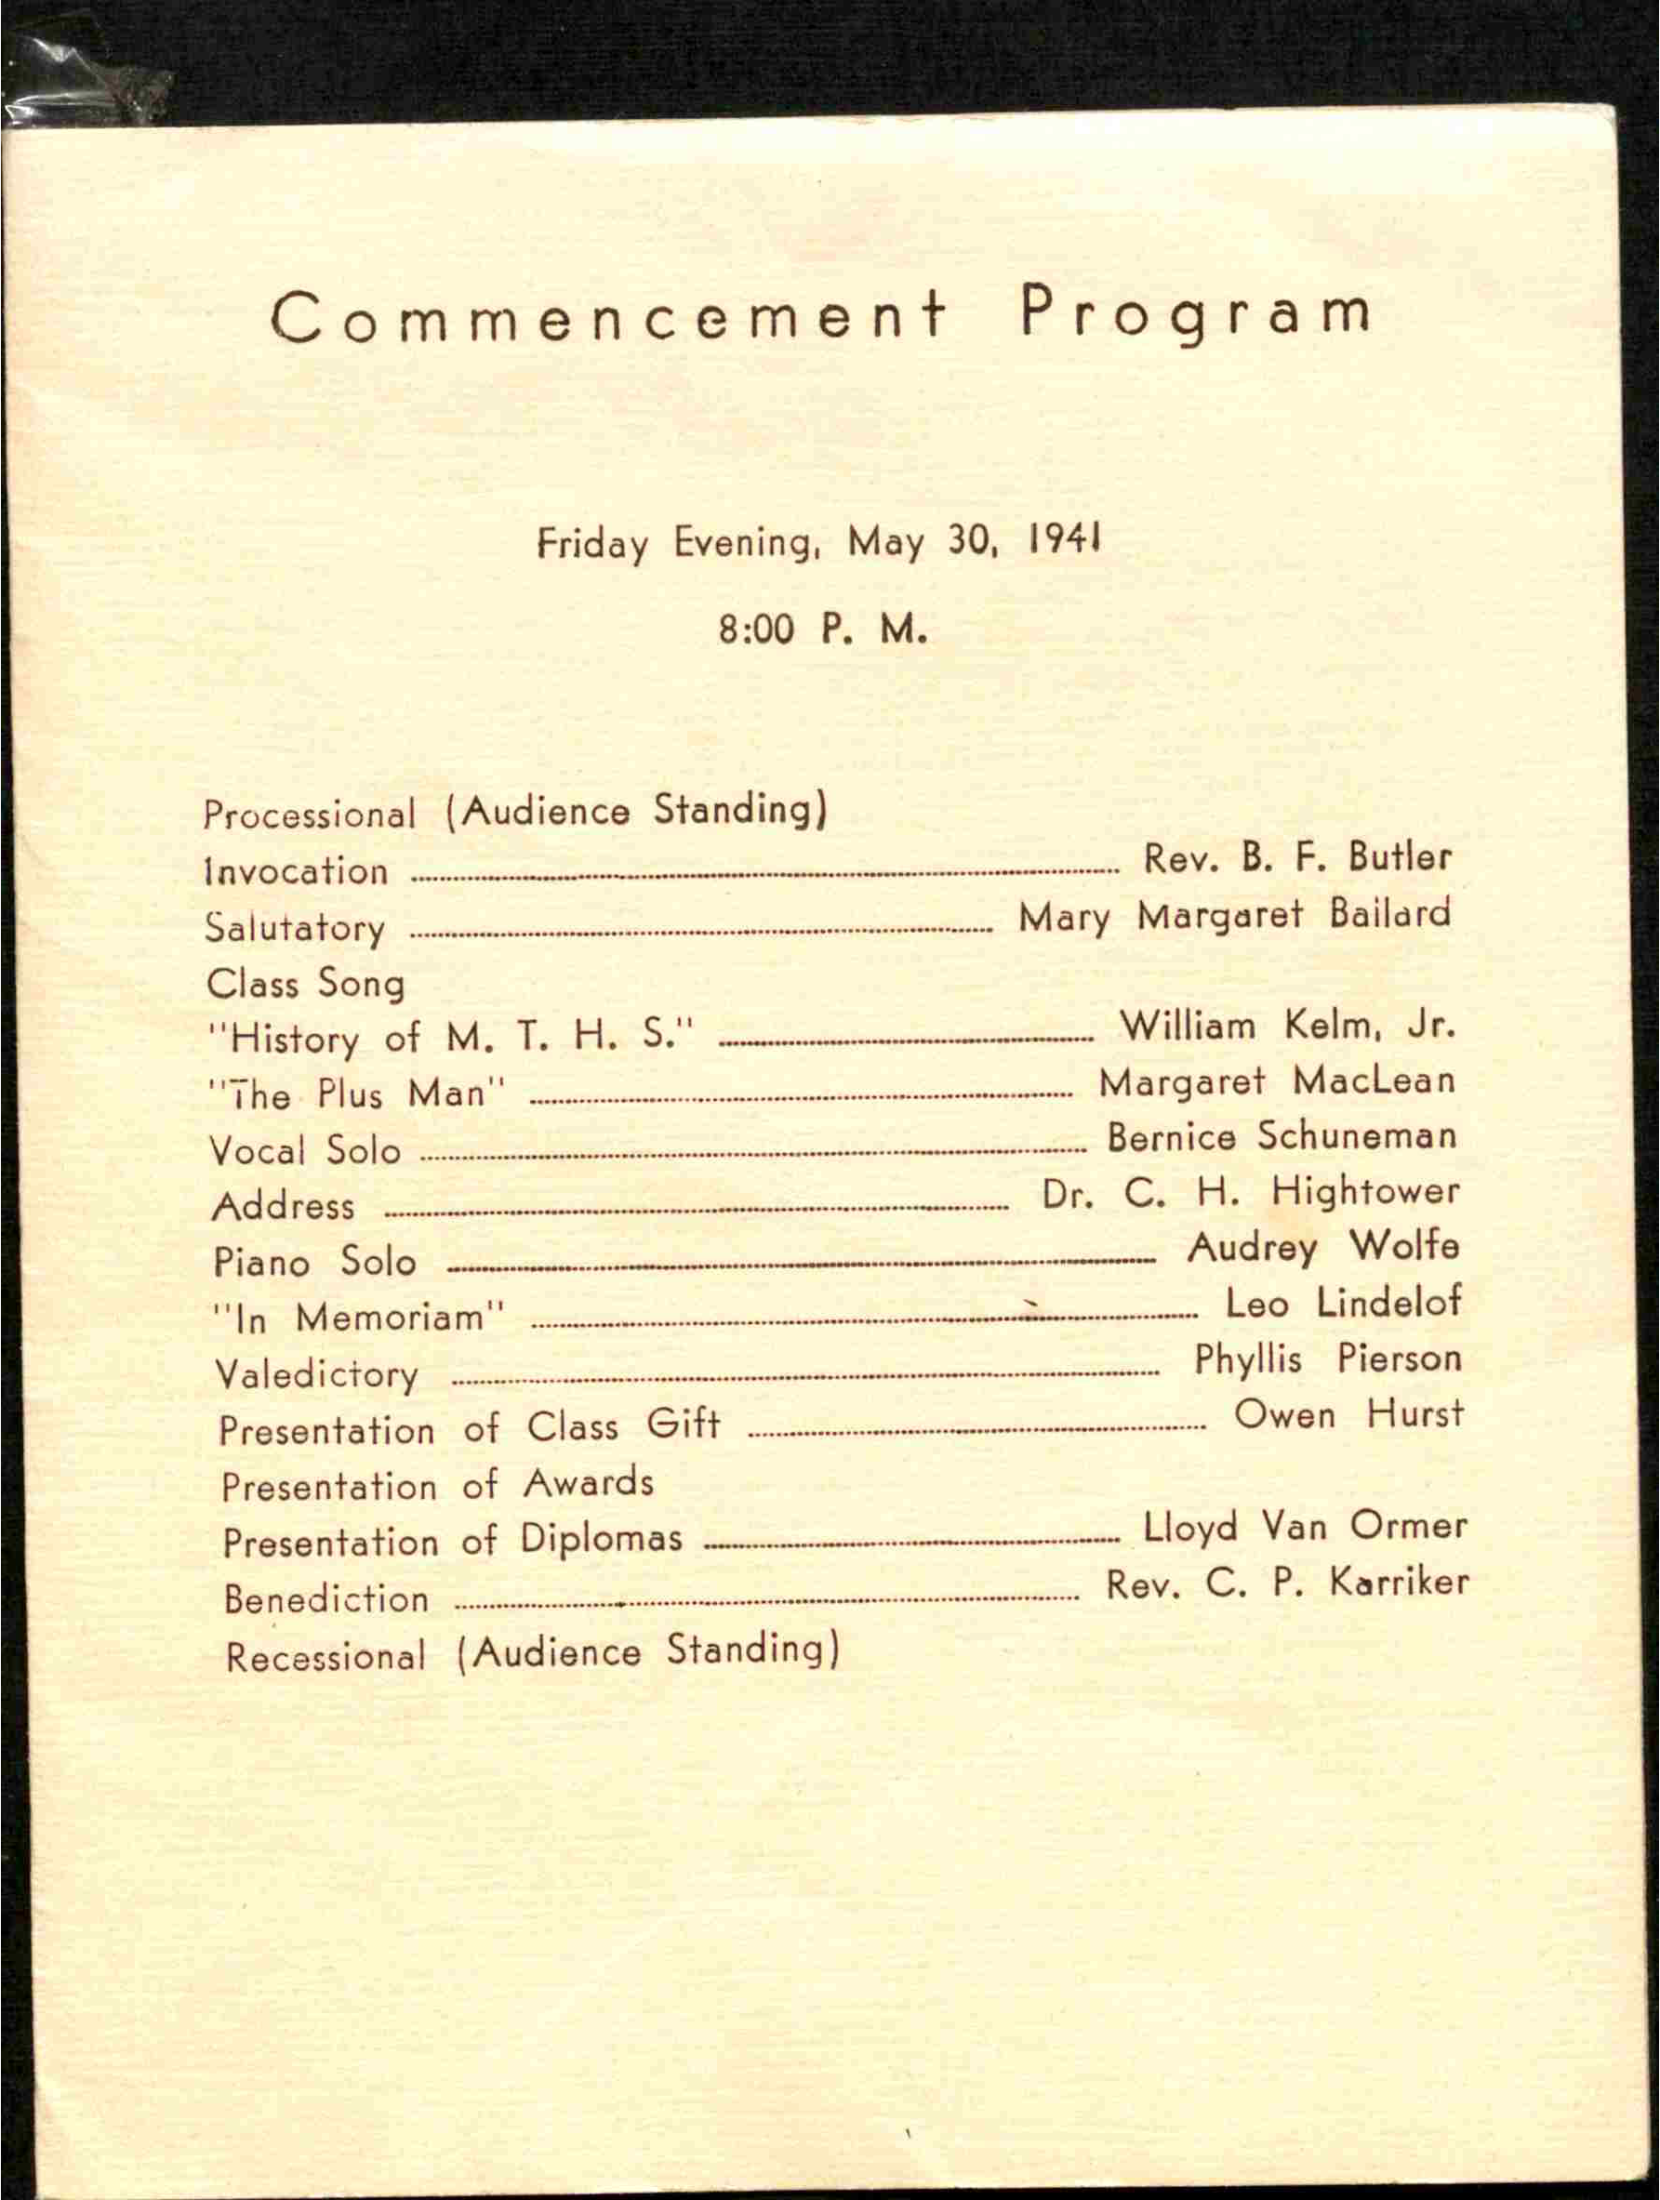 Commencement Program
Friday Evening, May 30, 1941
8:00 P. M.
Processional (Audience Standing)
Invocation ........ Rev. B. F. Butler
Salutatory ........ Mary Margaret Bailard
Class Song
"History of M. T. H. S." ........ William Kelm, Jr.
"The Plus Man" ........ Margaret MacLean
Vocal Solo ........ Bernice Schuneman
Address ........ Dr. C. H. Hightower
Piano Solo ........ Audrey Wolfe
"In Memoriam" ........ Leo Lindelof
Valedictory ........ Phyllis Pierson
Presentation of Class Gift ........ Owen Hurst
Presentation of Awards
Presentation of Diplomas ........ Lloyd Van Ormer
Benediction ........ Rev. C. P. Karriker
Recessional (Audience Standing)